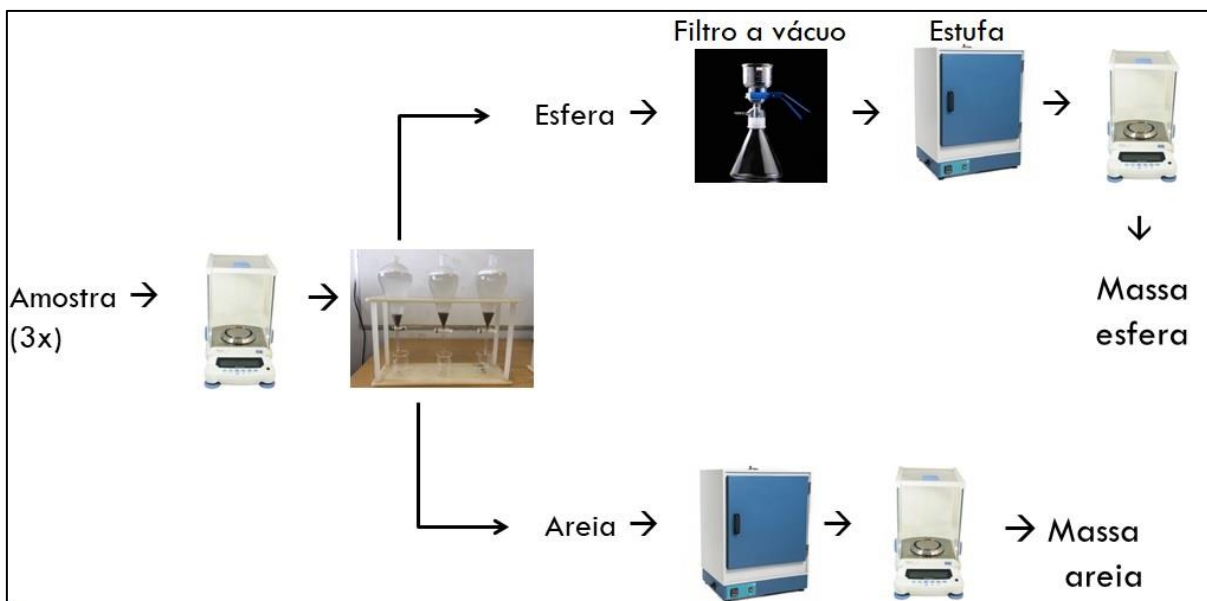 Filtro a vácuo
Estufa
Esfera →
→
→
↓
Massa
esfera
Amostra →
(3x)
→
Areia →
→
→ Massa
areia